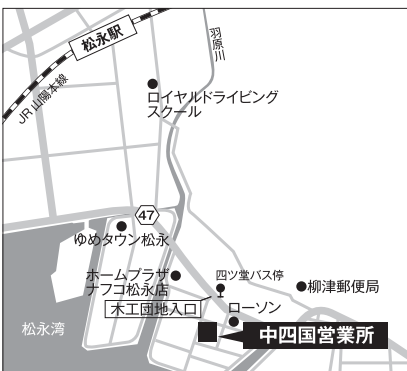 松永駅
JR山陽本線
羽原川
ロイヤルドライビング
スクール
47
ゆめタウン松永
ホームプラザ
ナフコ松永店
四ツ堂バス停
柳津郵便局
木工団地入口
ローソン
松永湾
中四国営業所